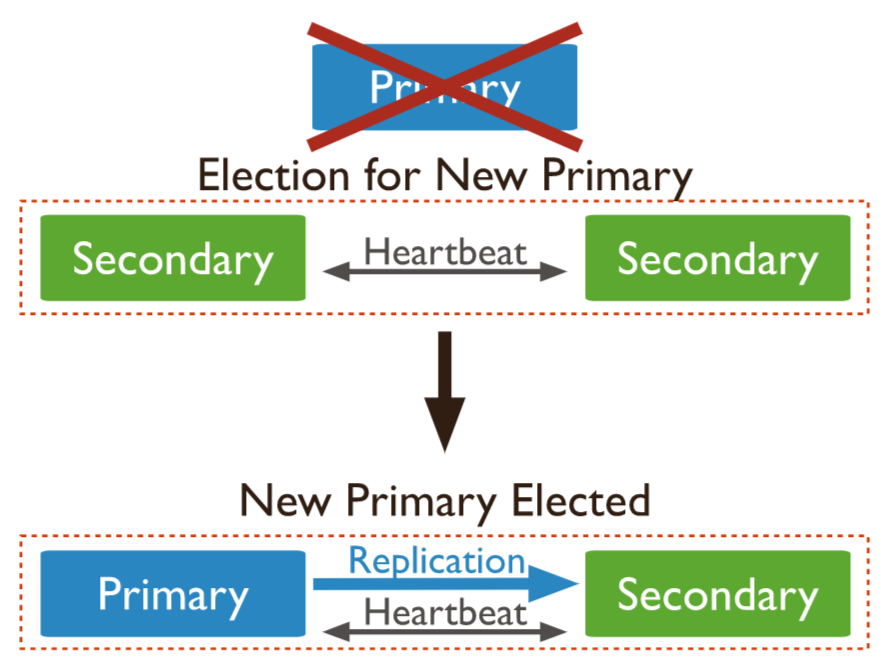 Primary
Election for New Primary
Secondary Heartbeat Secondary
New Primary Elected
Replication
Primary Secondary
Heartbeat